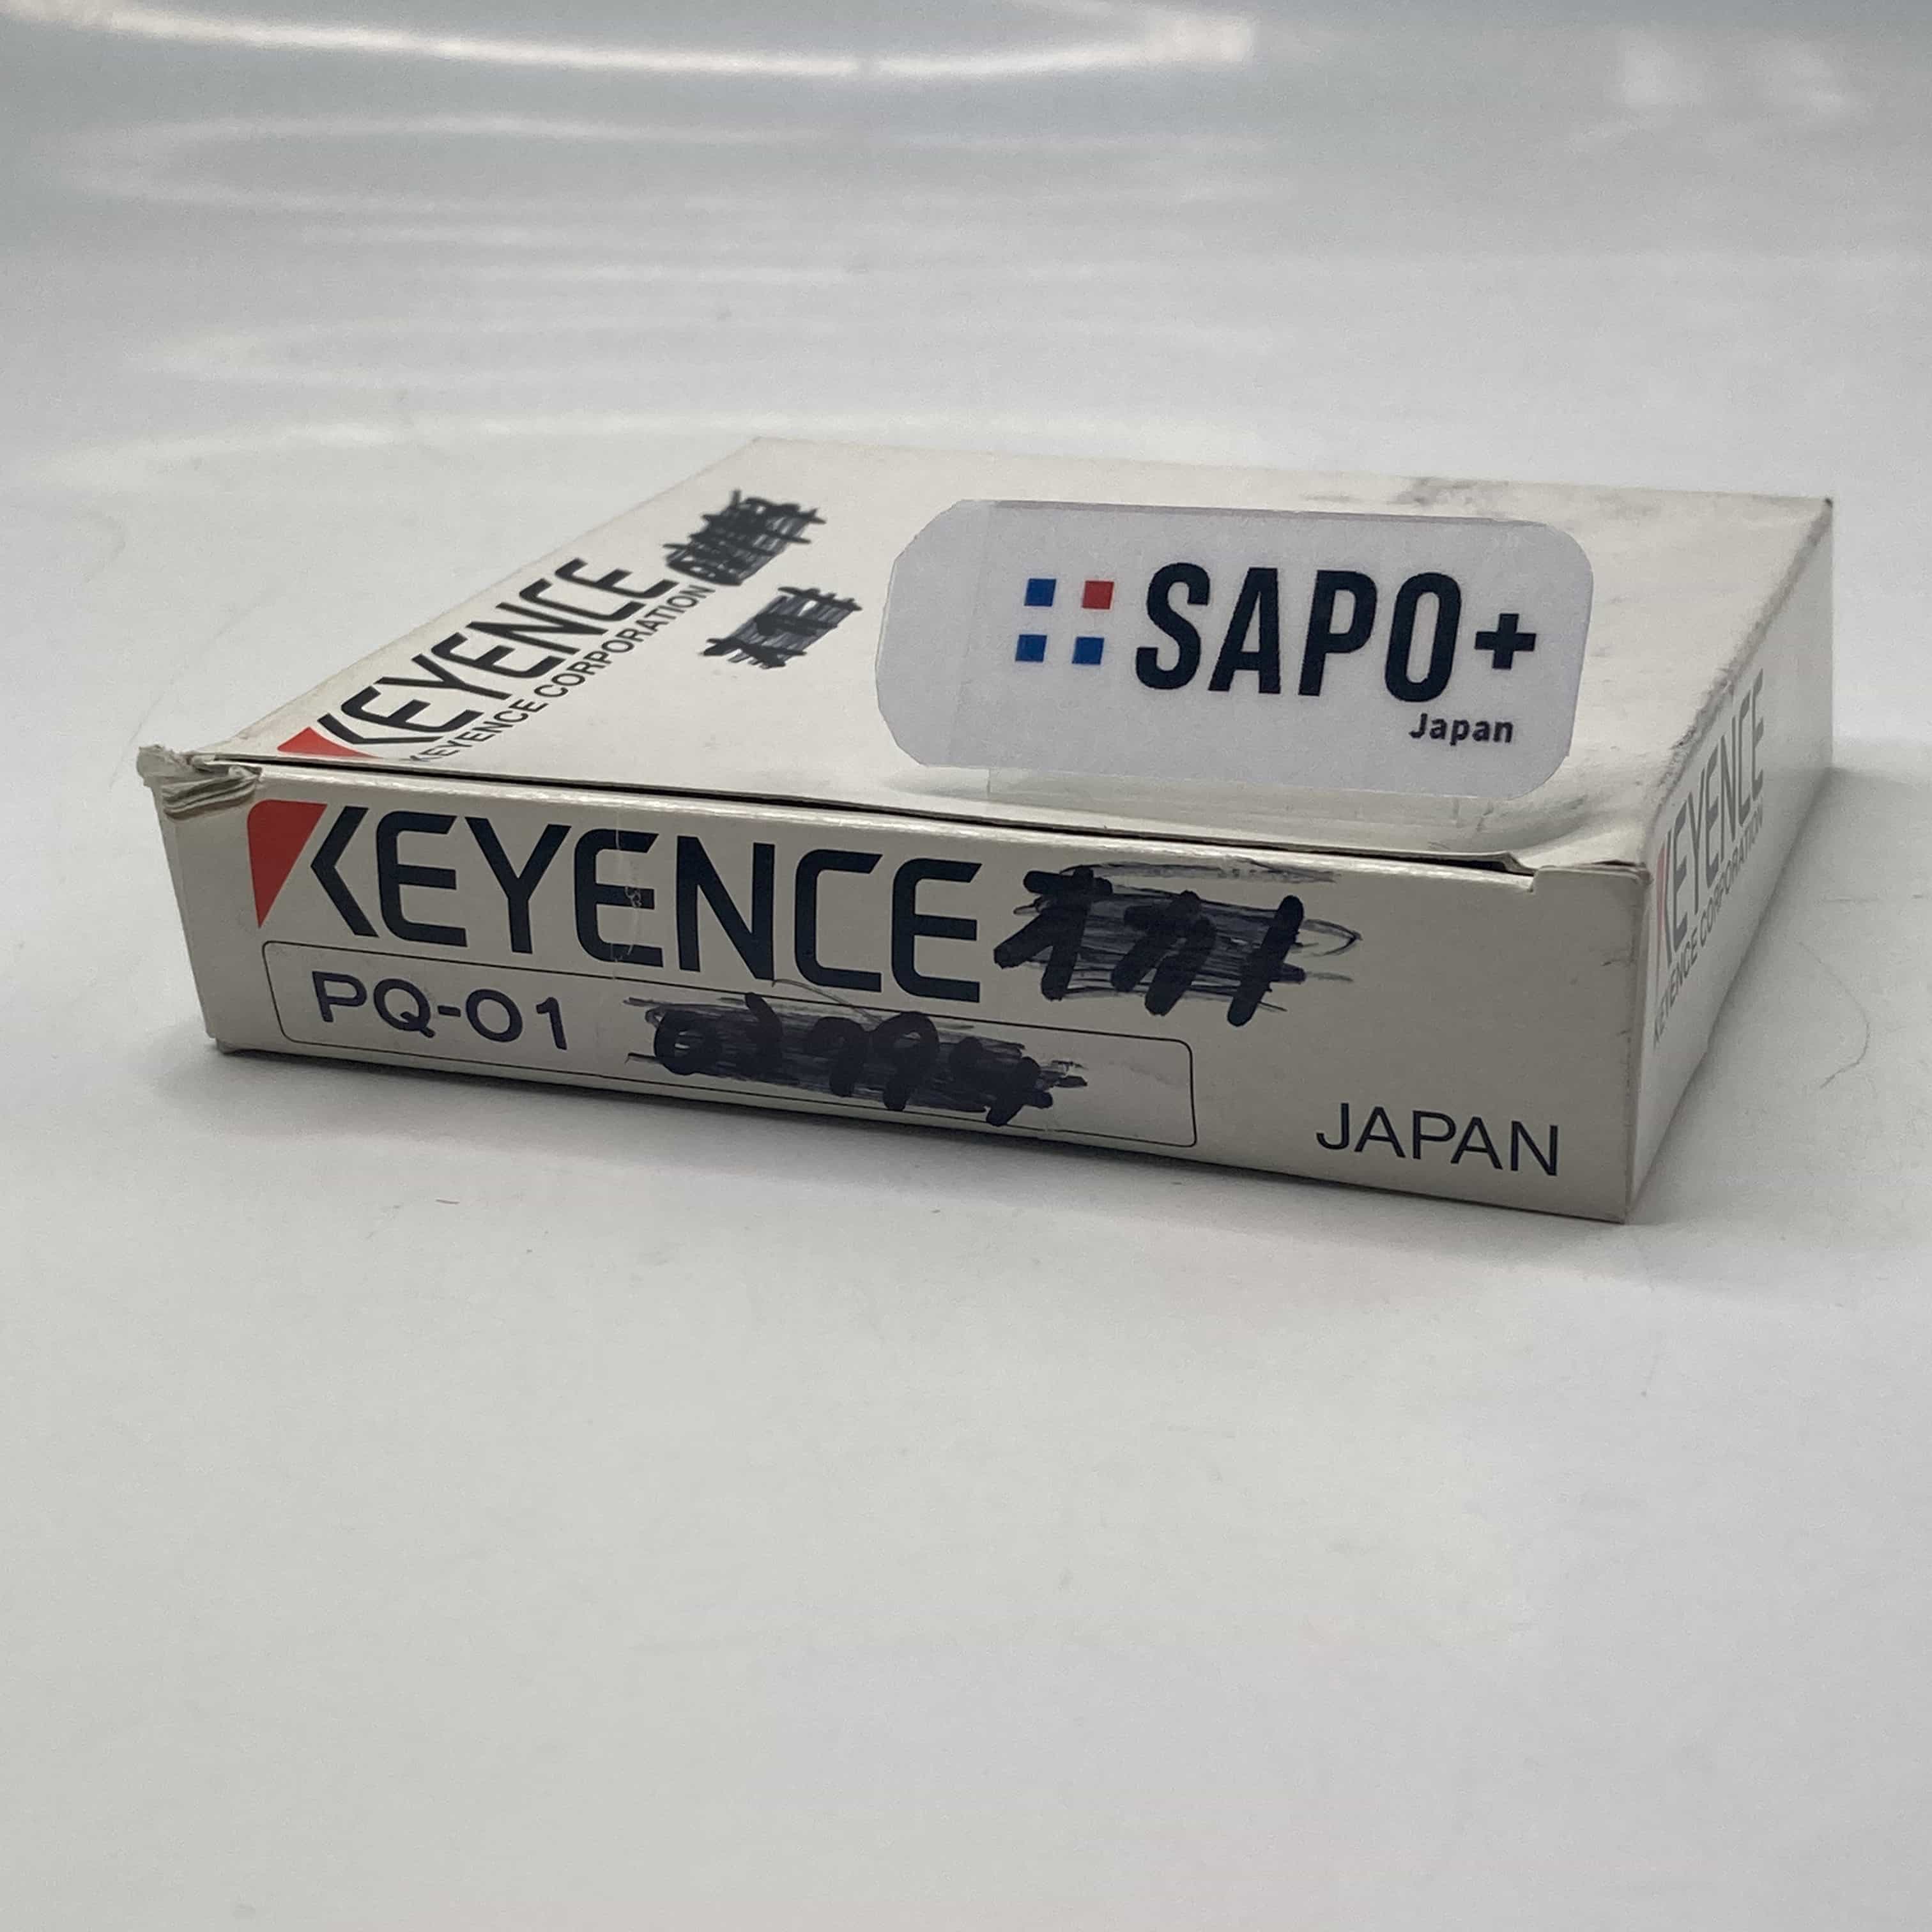 KEYENCE
KEYENCE CORPORATION
SAPO+
Japan
KEYENCE
PQ-01
JAPAN
KEYENCE
KEYENCE CORPORATION